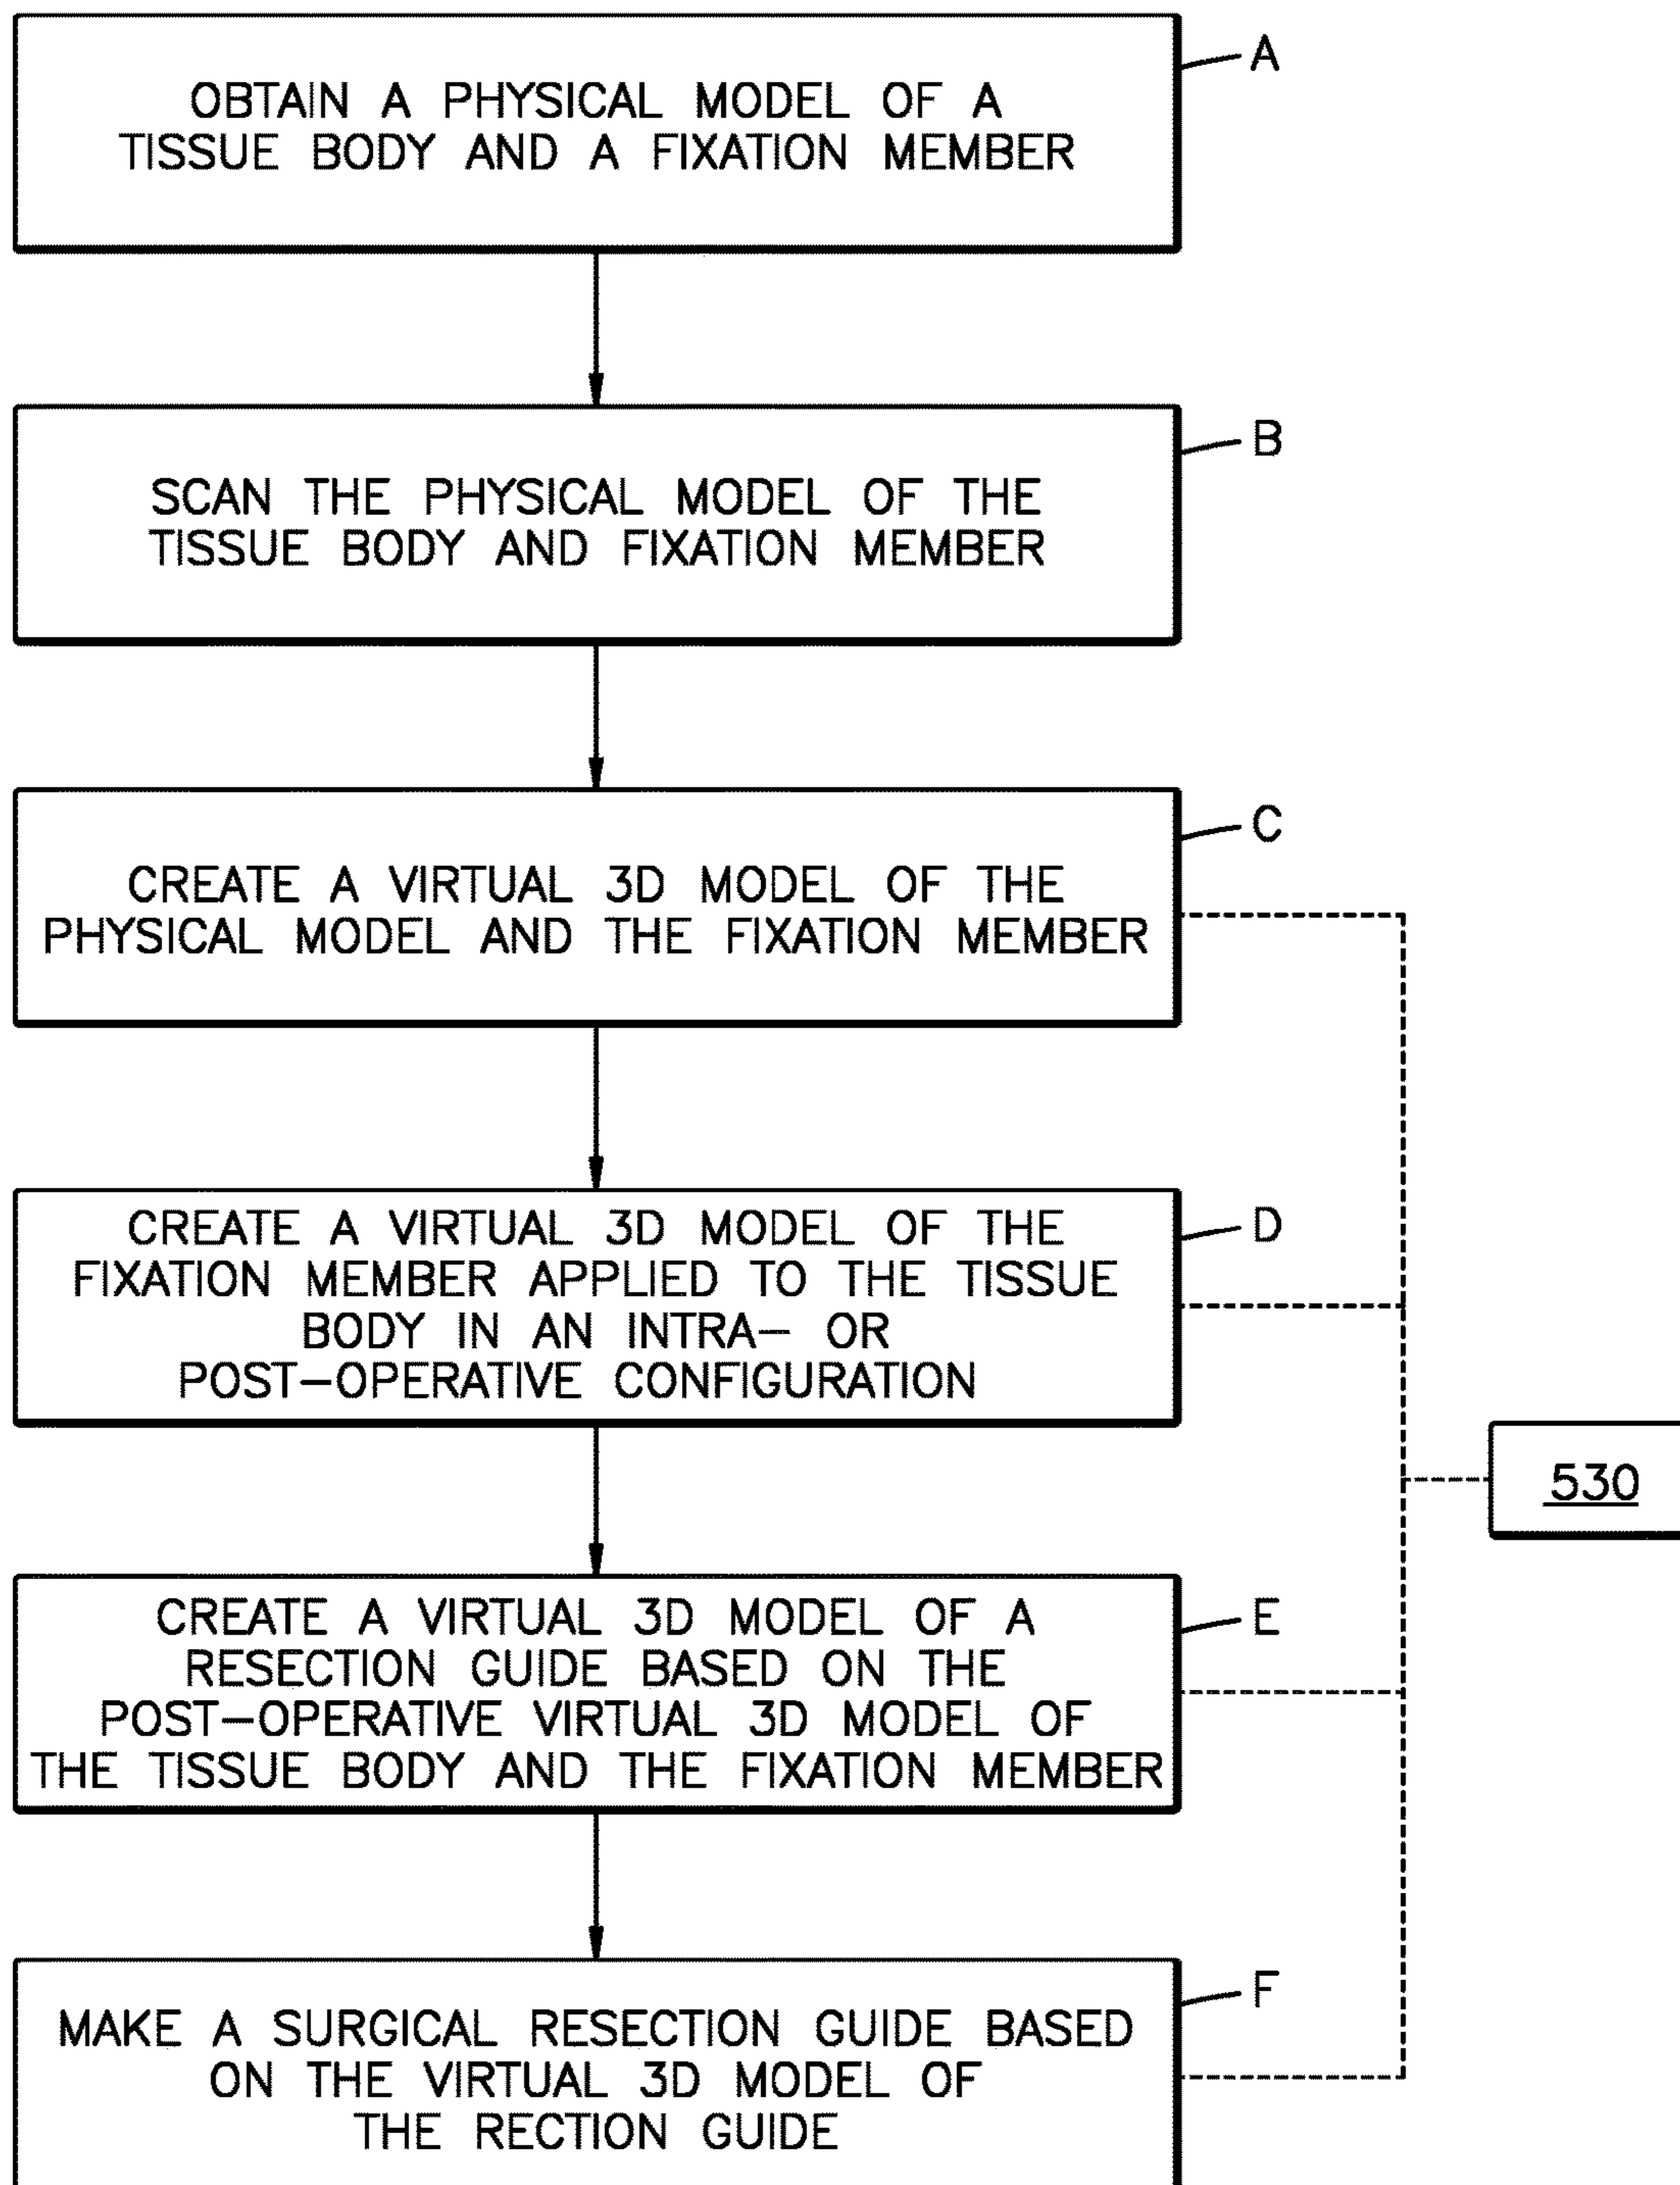 A
OBTAIN A PHYSICAL MODEL OF A
TISSUE BODY AND A FIXATION MEMBER
B
SCAN THE PHYSICAL MODEL OF THE
TISSUE BODY AND FIXATION MEMBER
C
CREATE A VIRTUAL 3D MODEL OF THE
PHYSICAL MODEL AND THE FIXATION MEMBER
D
CREATE A VIRTUAL 3D MODEL OF THE
FIXATION MEMBER APPLIED TO THE TISSUE
BODY IN AN INTRA– OR
POST–OPERATIVE CONFIGURATION
530
E
CREATE A VIRTUAL 3D MODEL OF A
RESECTION GUIDE BASED ON THE
POST–OPERATIVE VIRTUAL 3D MODEL OF
THE TISSUE BODY AND THE FIXATION MEMBER
F
MAKE A SURGICAL RESECTION GUIDE BASED
ON THE VIRTUAL 3D MODEL OF
THE RECTION GUIDE